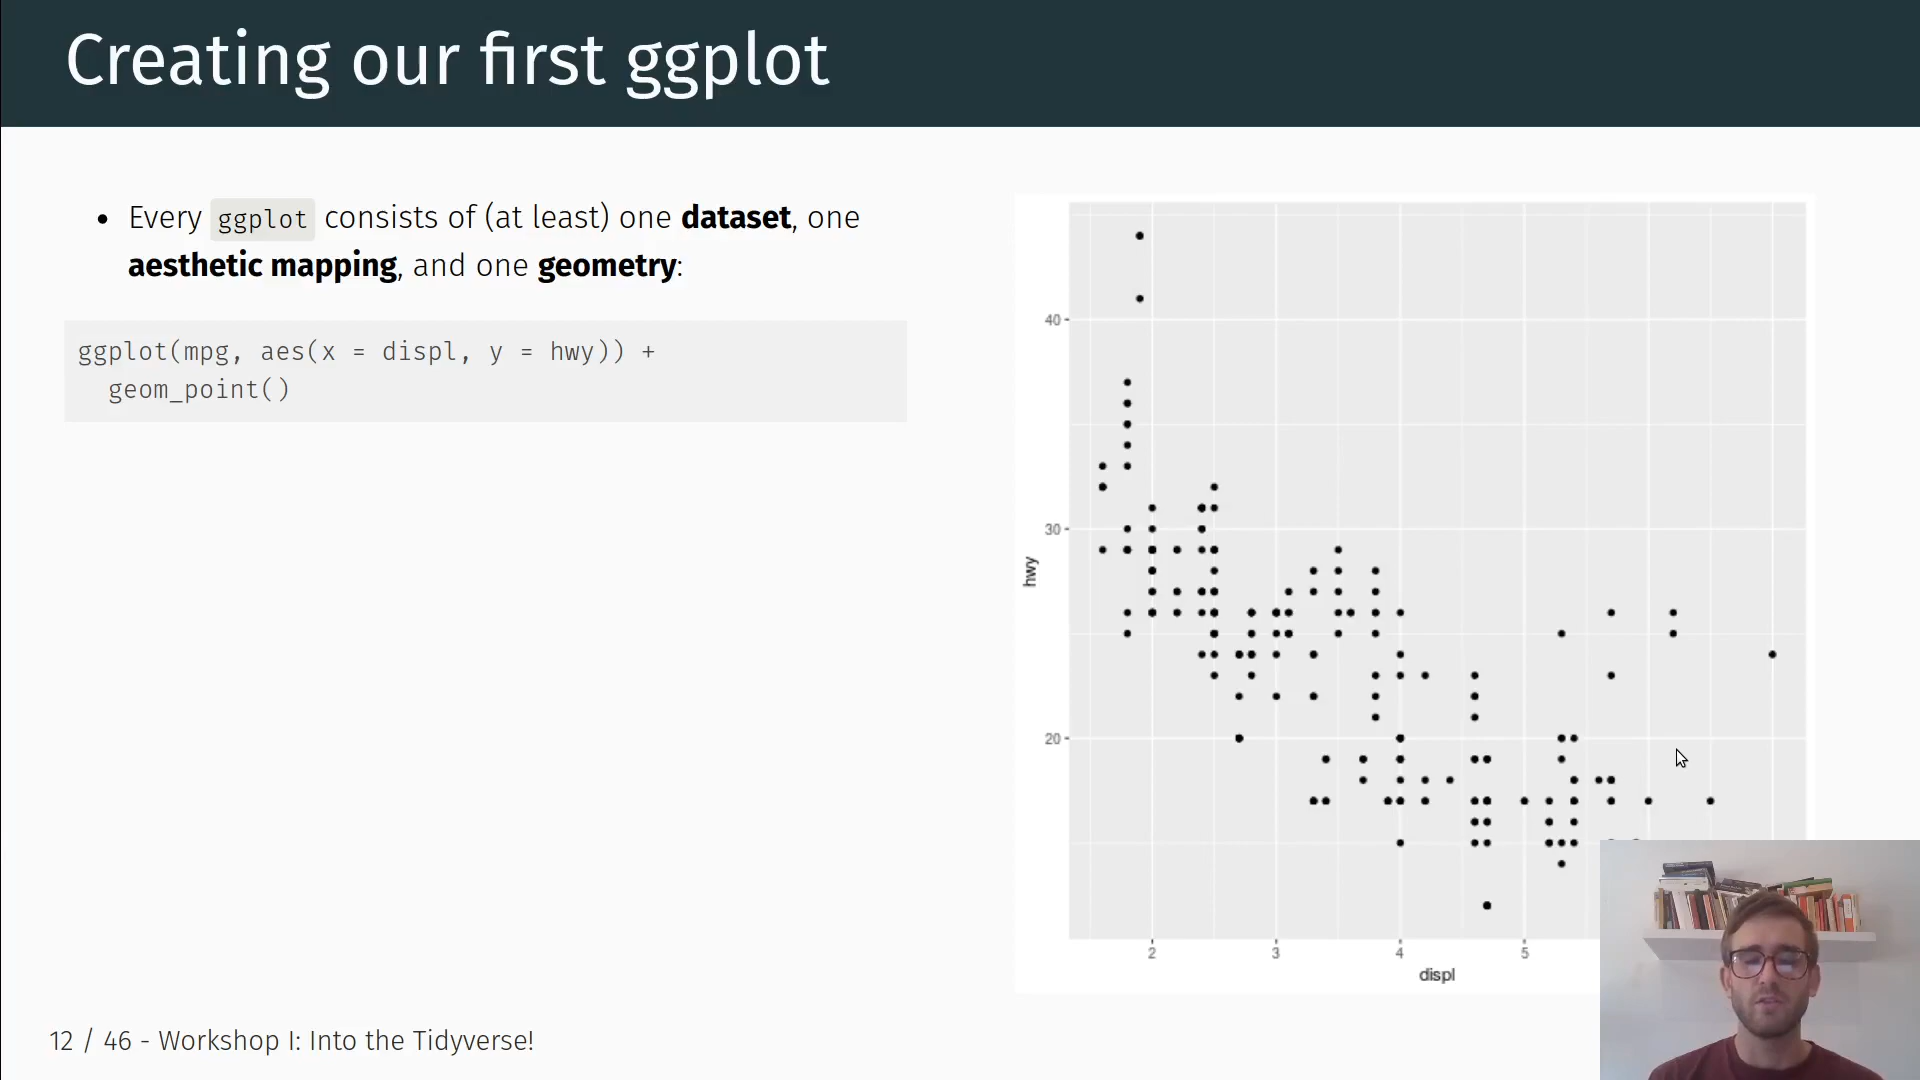 Creating our first ggplot
• Every ggplot consists of (at least) one dataset, one
aesthetic mapping, and one geometry:
ggplot(mpg, aes(x = displ, y = hwy)) +
  geom_point()
40
30
20
hwy
2 3 4 5
displ
12 / 46 - Workshop I: Into the Tidyverse!